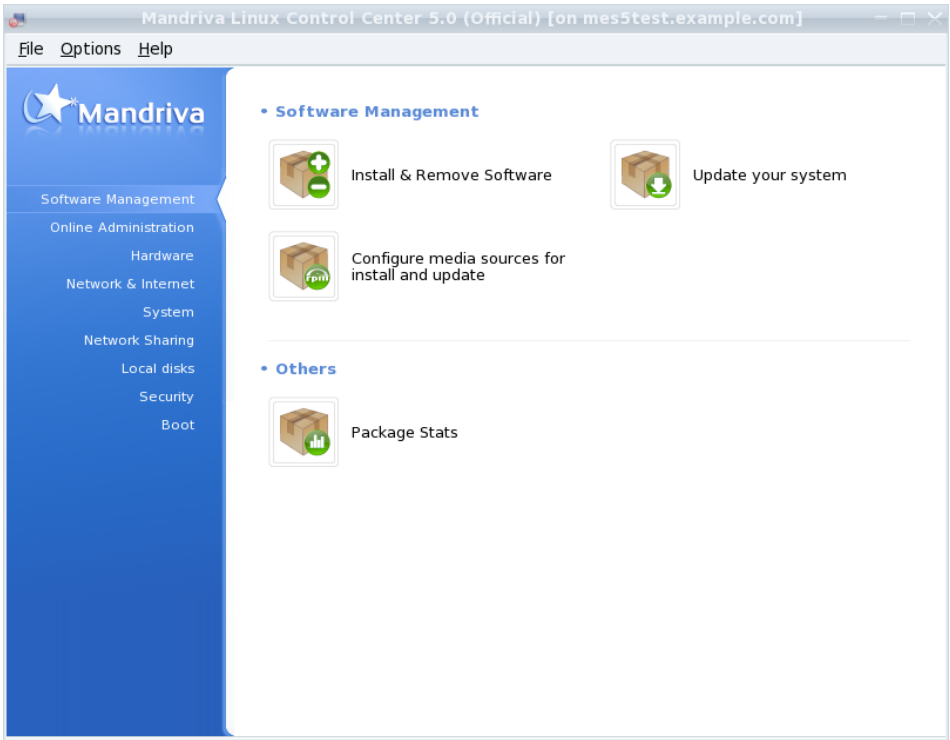 Mandriva Linux Control Center 5.0 (Official) [on mes5test.example.com]
File Options Help
Mandriva
Software Management
Online Administration
Hardware
Network & Internet
System
Network Sharing
Local disks
Security
Boot
• Software Management
Install & Remove Software
Update your system
rpm
Configure media sources for
install and update
• Others
Package Stats